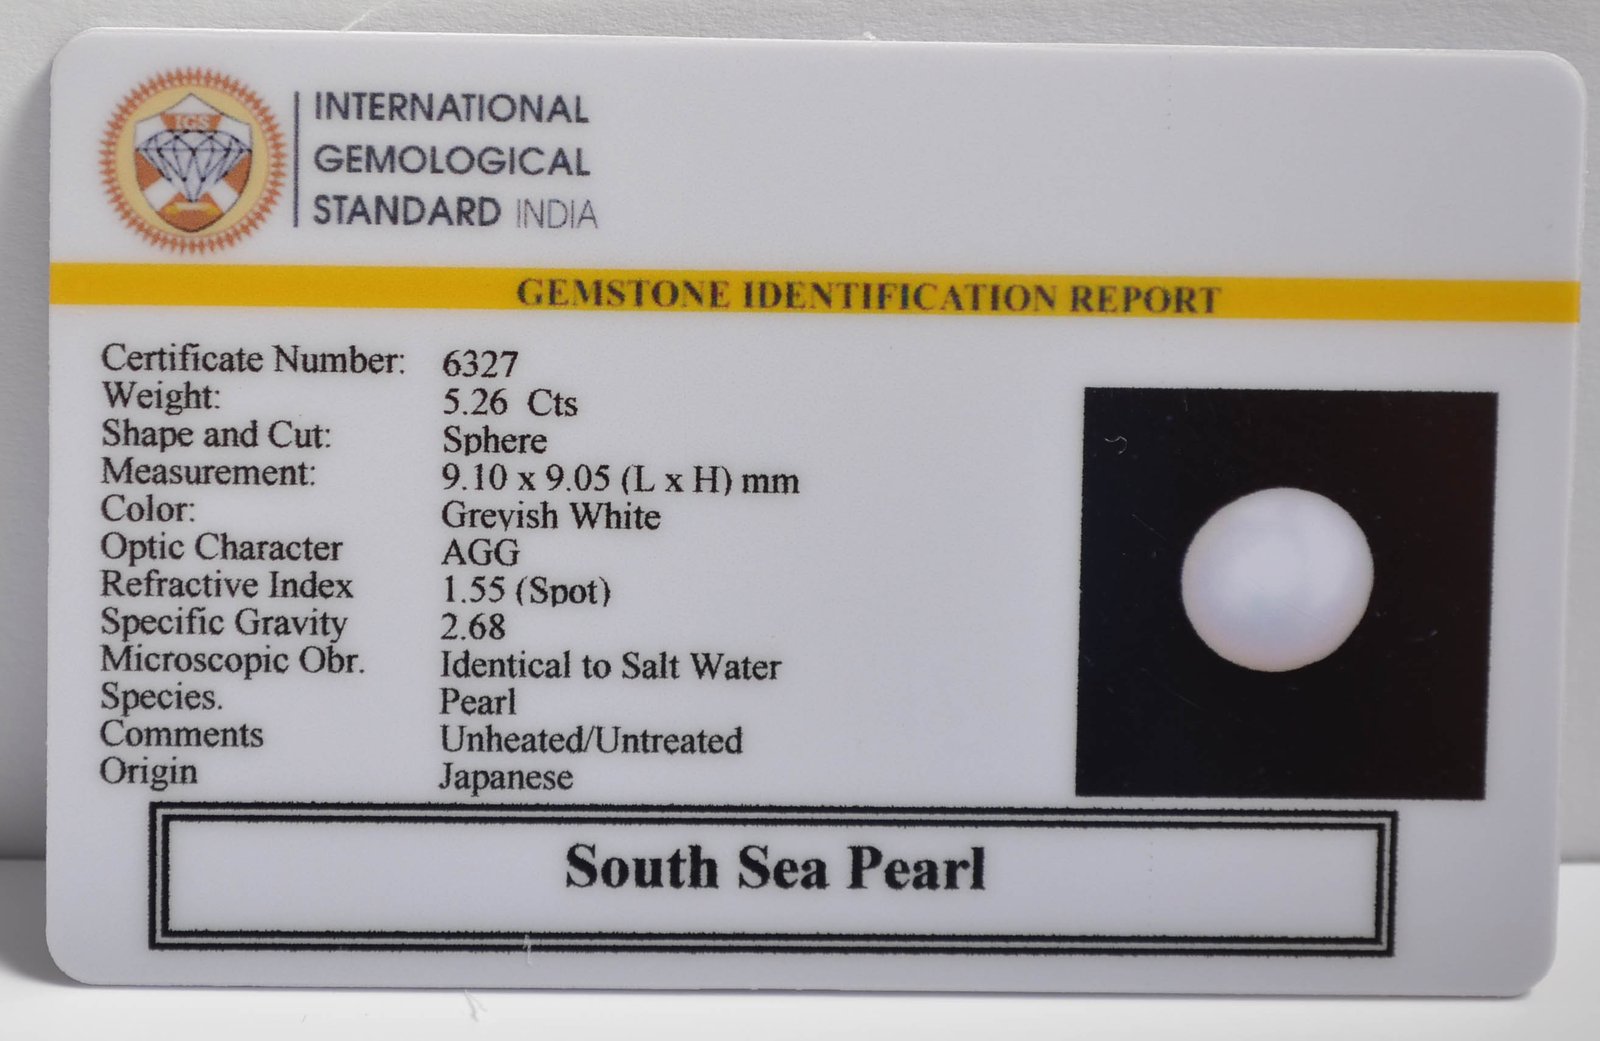 IGS
INTERNATIONAL
GEMOLOGICAL
STANDARD INDIA
GEMSTONE IDENTIFICATION REPORT
Certificate Number: 6327
Weight: 5.26 Cts
Shape and Cut: Sphere
Measurement: 9.10 x 9.05 (L x H) mm
Color: Greyish White
Optic Character AGG
Refractive Index 1.55 (Spot)
Specific Gravity 2.68
Microscopic Obr. Identical to Salt Water
Species. Pearl
Comments Unheated/Untreated
Origin Japanese
South Sea Pearl